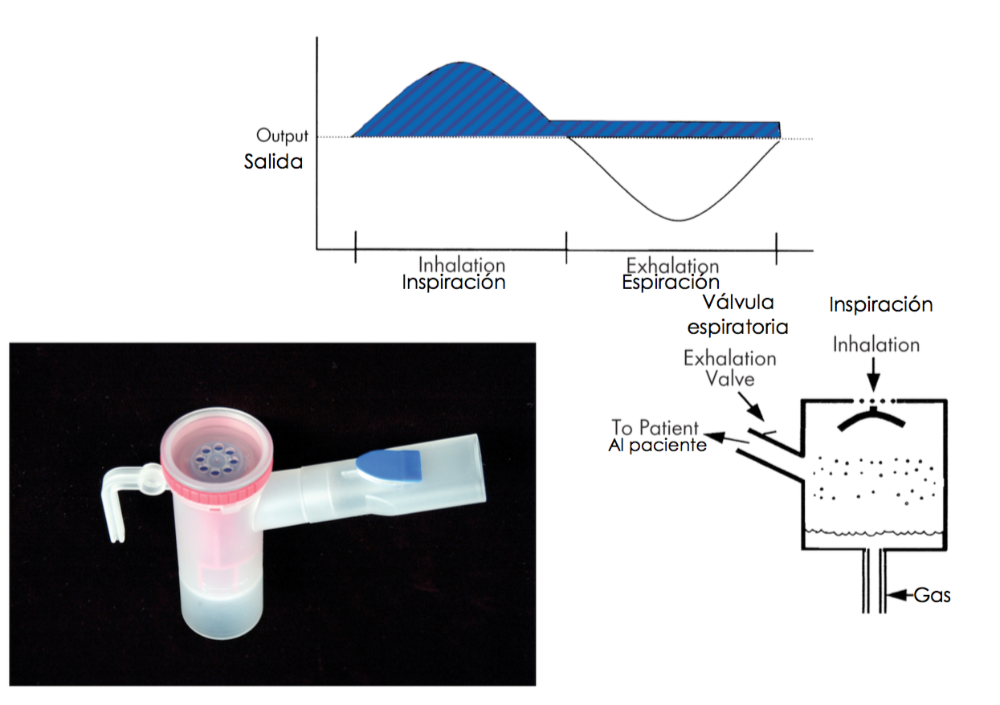 Output
Salida
Inhalation
Inspiración
Exhalation
Espiración
Válvula
espiratoria
Exhalation
Valve
Inspiración
Inhalation
To Patient
Al paciente
Gas